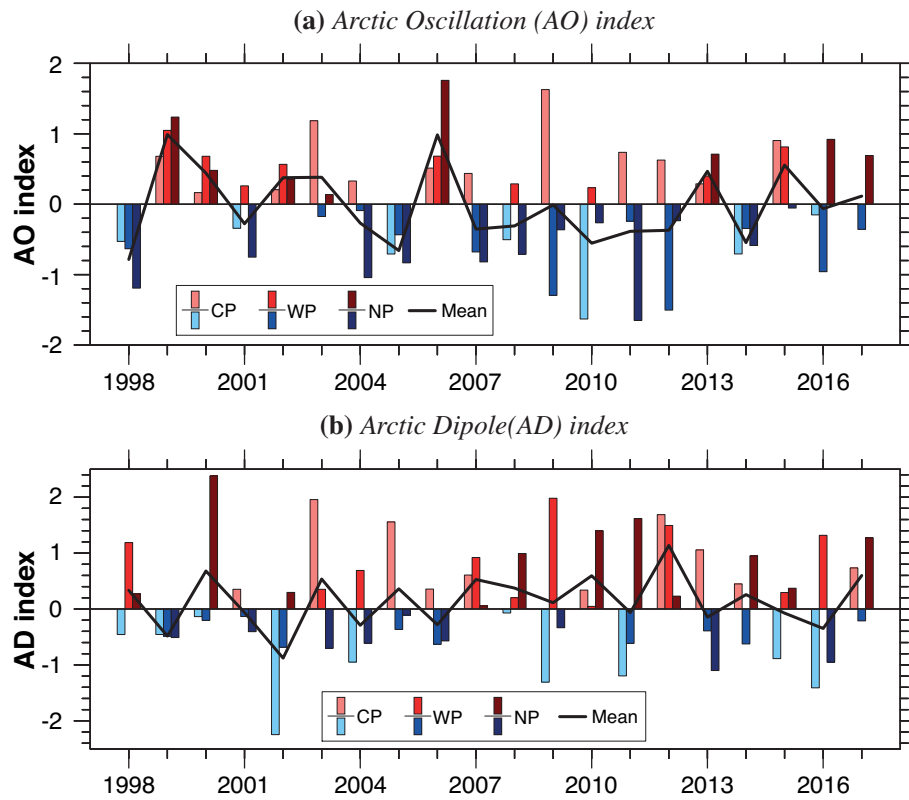 (a) Arctic Oscillation (AO) index
AO index
2
1
0
-1
-2
CP WP NP Mean
1998 2001 2004 2007 2010 2013 2016
(b) Arctic Dipole(AD) index
AD index
2
1
0
-1
-2
CP WP NP Mean
1998 2001 2004 2007 2010 2013 2016